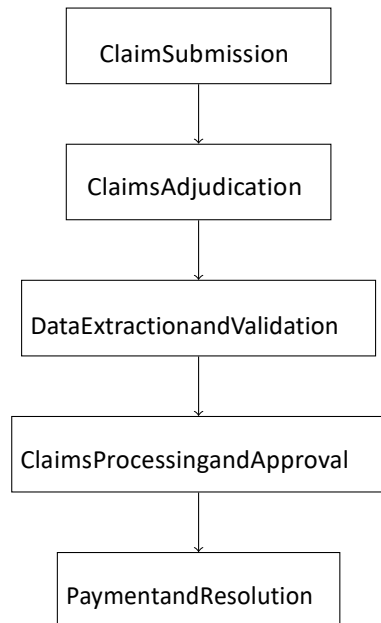 ClaimSubmission
ClaimsAdjudication
DataExtractionandValidation
ClaimsProcessingandApproval
PaymentandResolution